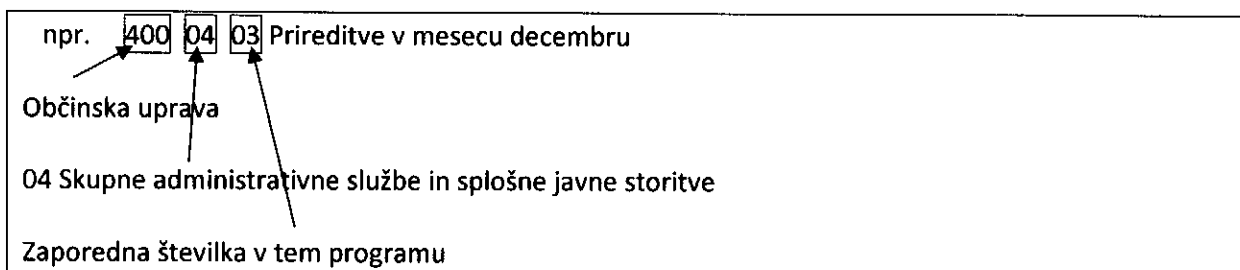 npr. 400 04 03 Prireditve v mesecu decembru
Občinska uprava
04 Skupne administrativne službe in splošne javne storitve
Zaporedna številka v tem programu